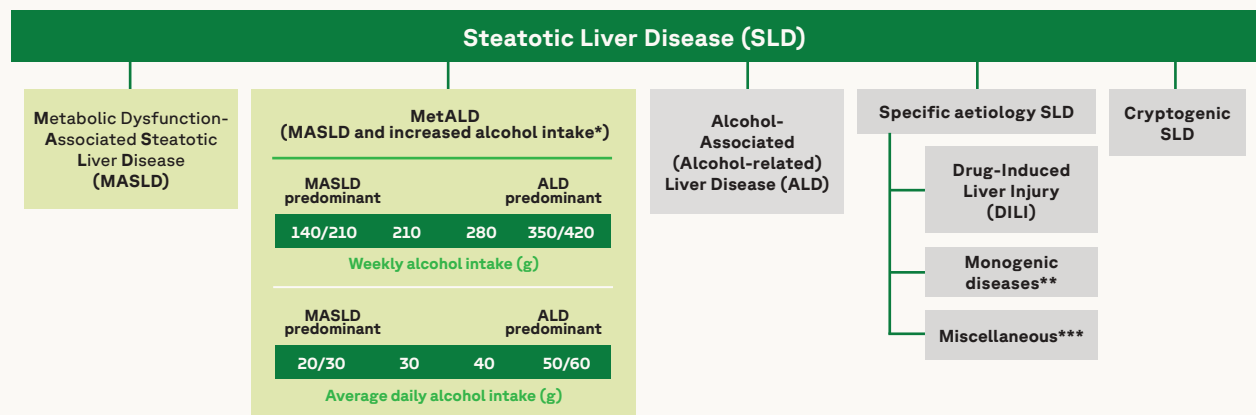 Steatotic Liver Disease (SLD)
Metabolic Dysfunction-
Associated Steatotic
Liver Disease
(MASLD)
MetALD
(MASLD and increased alcohol intake*)
MASLD
predominant
ALD
predominant
140/210 210 280 350/420
Weekly alcohol intake (g)
MASLD
predominant
ALD
predominant
20/30 30 40 50/60
Average daily alcohol intake (g)
Alcohol-
Associated
(Alcohol-related)
Liver Disease (ALD)
Specific aetiology SLD
Drug-Induced
Liver Injury
(DILI)
Monogenic
diseases**
Miscellaneous***
Cryptogenic
SLD